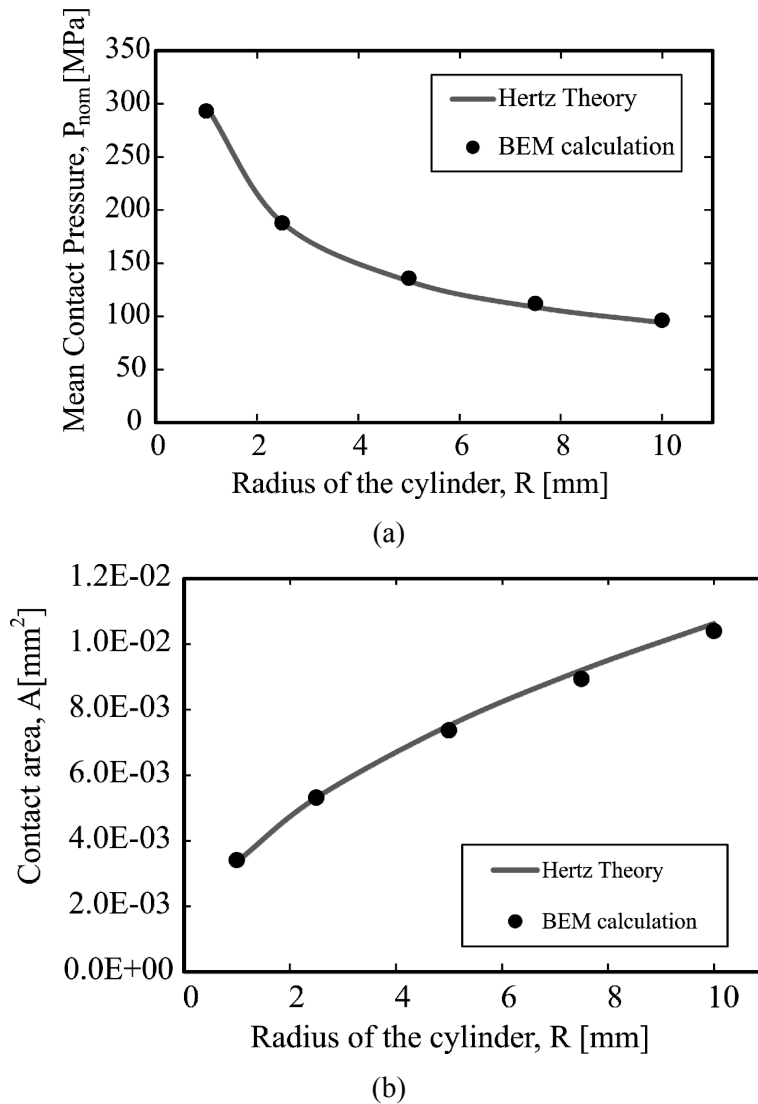 350
300
250
200
150
100
50
0
Mean Contact Pressure, P_nom [MPa]
Hertz Theory
BEM calculation
0 2 4 6 8 10
Radius of the cylinder, R [mm]
(a)
1.2E-02
1.0E-02
8.0E-03
6.0E-03
4.0E-03
2.0E-03
0.0E+00
Contact area, A[mm²]
Hertz Theory
BEM calculation
0 2 4 6 8 10
Radius of the cylinder, R [mm]
(b)